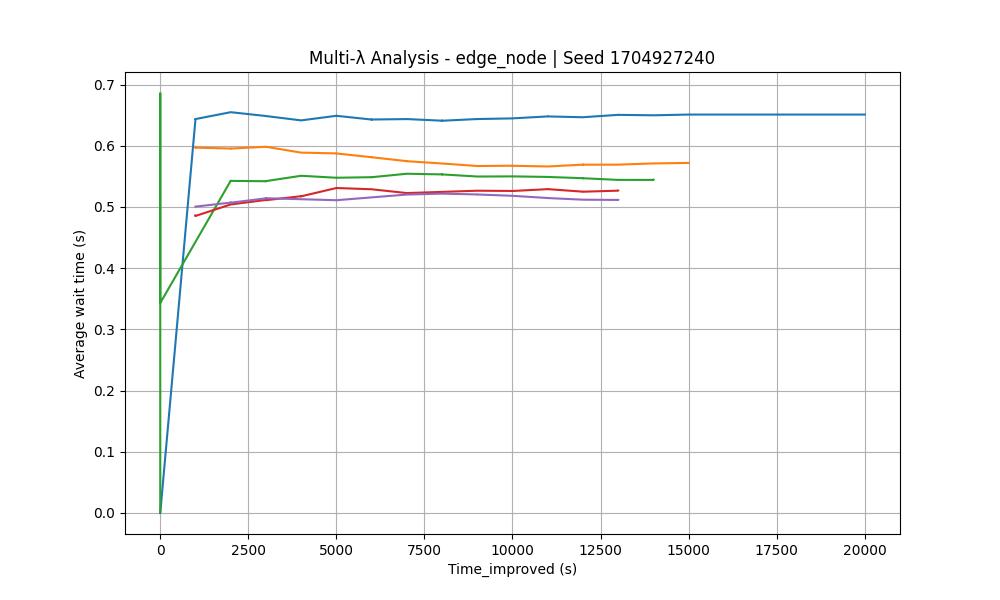 Multi-λ Analysis - edge_node | Seed 1704927240
Average wait time (s)
0.7
0.6
0.5
0.4
0.3
0.2
0.1
0.0
0 2500 5000 7500 10000 12500 15000 17500 20000
Time_improved (s)